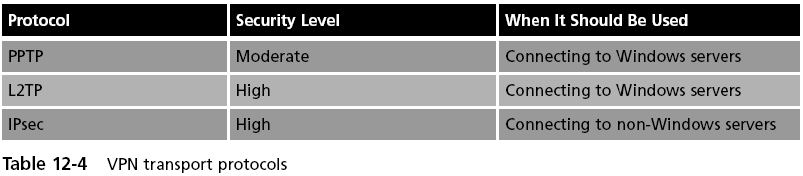 Protocol Security Level When It Should Be Used
PPTP Moderate Connecting to Windows servers
L2TP High Connecting to Windows servers
IPsec High Connecting to non-Windows servers
Table 12-4 VPN transport protocols